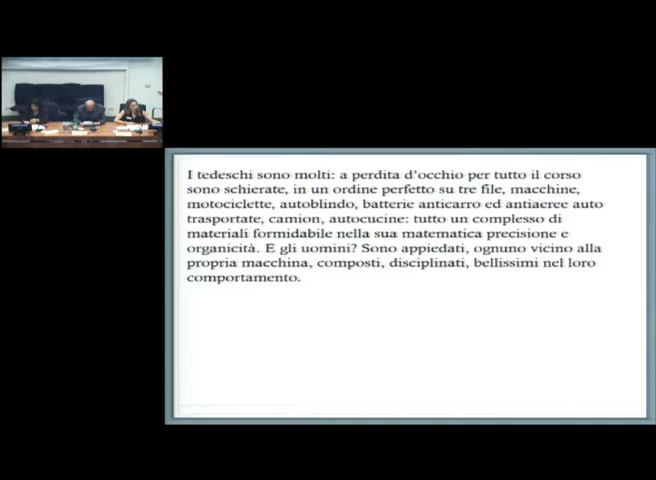 I tedeschi sono molti: a perdita d’occhio per tutto il corso
sono schierate, in un ordine perfetto su tre file, macchine,
motociclette, autoblindo, batterie anticarro ed antiaeree auto
trasportate, camion, autocucine: tutto un complesso di
materiali formidabile nella sua matematica precisione e
organicità. E gli uomini? Sono appiedati, ognuno vicino alla
propria macchina, composti, disciplinati, bellissimi nel loro
comportamento.